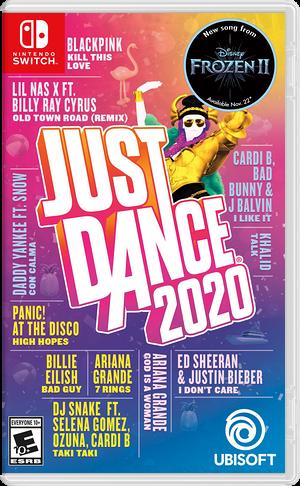 NINTENDO
SWITCH™
BLACKPINK
KILL THIS
LOVE
New song from
Disney
FROZEN II
Available Nov. 22nd
LIL NAS X FT.
BILLY RAY CYRUS
OLD TOWN ROAD (REMIX)
CARDI B,
BAD
BUNNY &
J BALVIN
I LIKE IT
JUST
DANCE®
2020
DADDY YANKEE FT. SNOW
CON CALMA
KHALID
TALK
PANIC!
AT THE DISCO
HIGH HOPES
BILLIE
EILISH
BAD GUY
ARIANA
GRANDE
7 RINGS
ARIANA GRANDE
GOD IS A WOMAN
ED SHEERAN
& JUSTIN BIEBER
I DON'T CARE
DJ SNAKE FT.
SELENA GOMEZ,
OZUNA, CARDI B
TAKI TAKI
EVERYONE 10+
E
10+
ESRB
UBISOFT